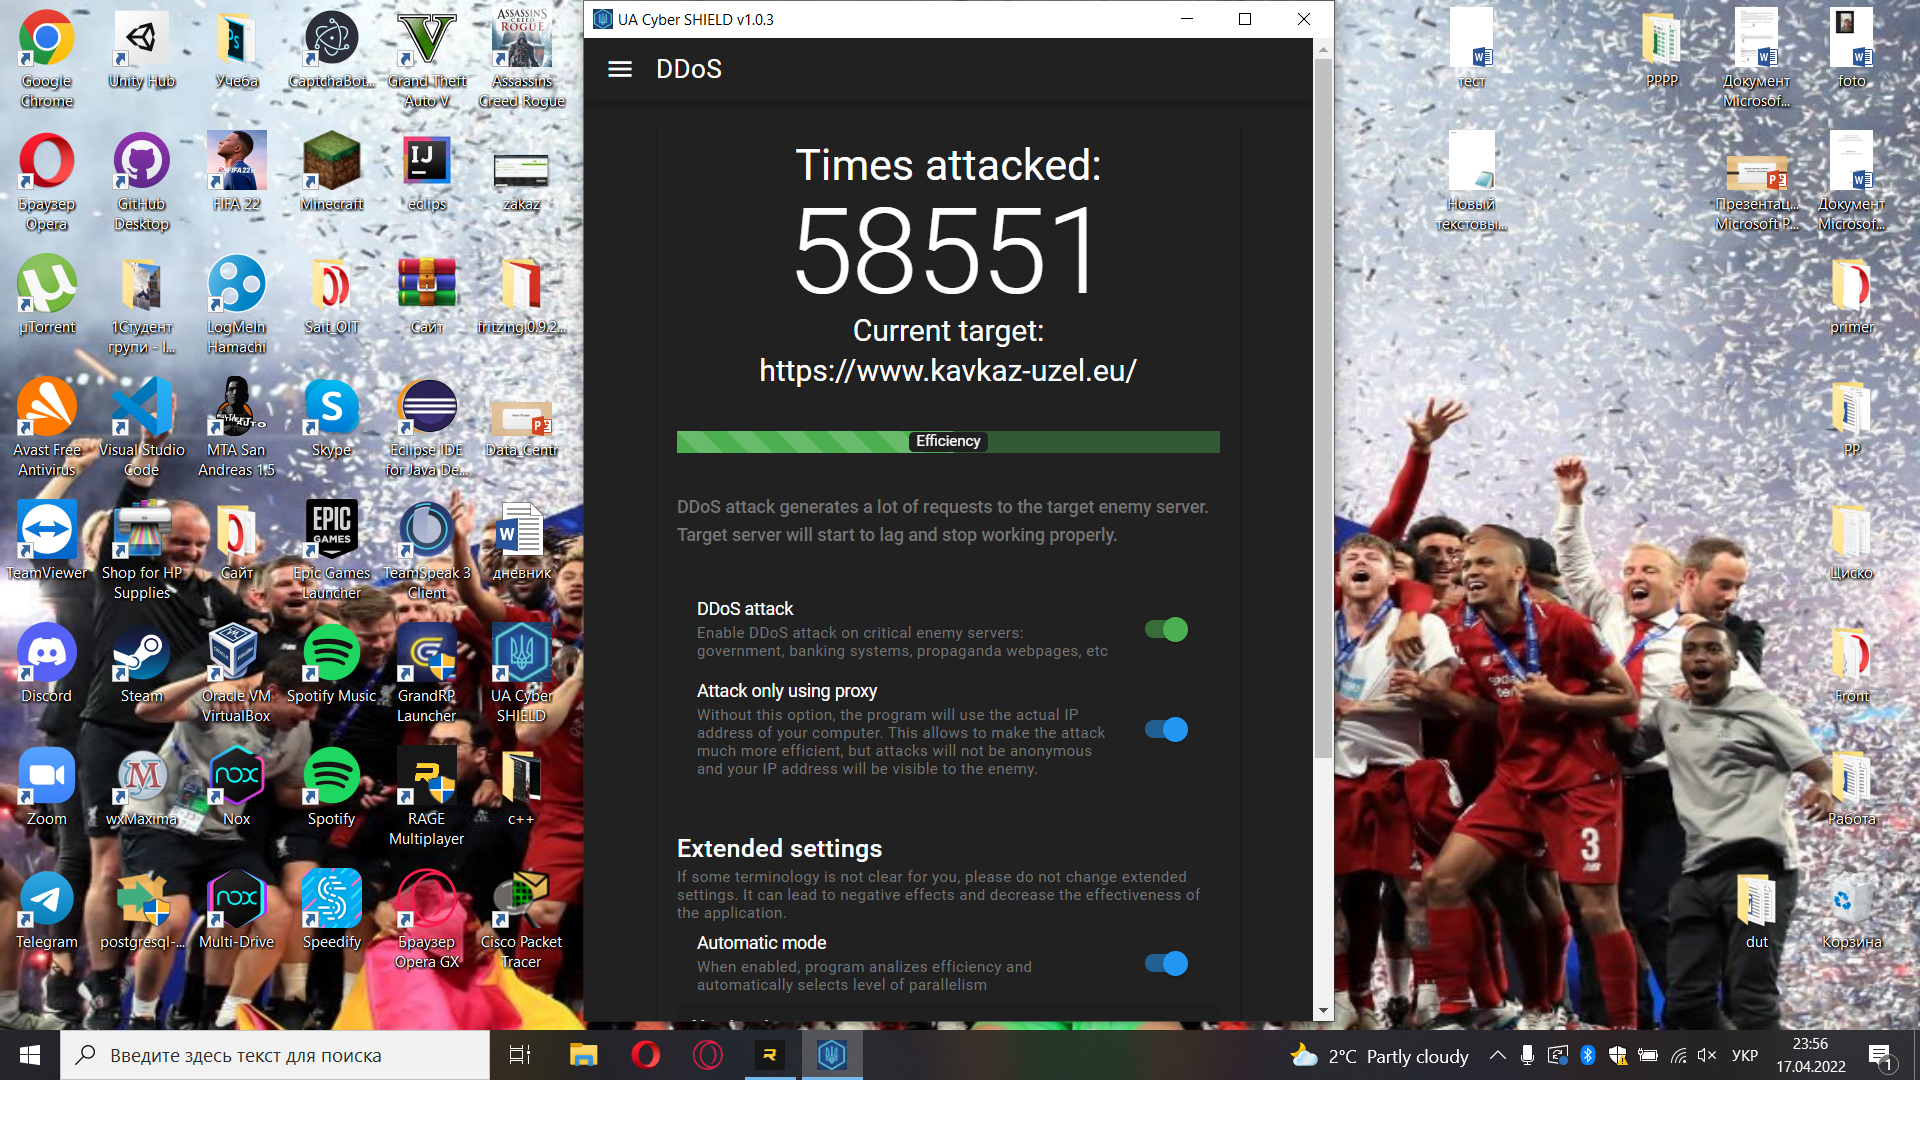 Google
Chrome
Unity Hub
Учеба
CaptchaBot...
Grand Theft
Auto V
Assassins
Creed Rogue
Браузер
Opera
GitHub
Desktop
FIFA 22
Minecraft
eclips
zakaz
µTorrent
1Студент
групи - І...
LogMeIn
Hamachi
Sait_OIT
Сайт
fritzing.0.9.2...
Avast Free
Antivirus
Visual Studio
Code
MTA San
Andreas 1.5
Skype
Eclipse IDE
for Java De...
Data_Centr
TeamViewer
Shop for HP
Supplies
Сайт
Epic Games
Launcher
TeamSpeak 3
Client
дневник
Discord
Steam
Oracle VM
VirtualBox
Spotify Music
GrandRP
Launcher
UA Cyber
SHIELD
Zoom
wxMaxima
Nox
Spotify
RAGE
Multiplayer
c++
Telegram
postgresql-...
Multi-Drive
Speedify
Браузер
Opera GX
Cisco Packet
Tracer
UA Cyber SHIELD v1.0.3
DDoS
Times attacked:
58551
Current target:
https://www.kavkaz-uzel.eu/
Efficiency
DDoS attack generates a lot of requests to the target enemy server.
Target server will start to lag and stop working properly.
DDoS attack
Enable DDoS attack on critical enemy servers:
government, banking systems, propaganda webpages, etc
Attack only using proxy
Without this option, the program will use the actual IP
address of your computer. This allows to make the attack
much more efficient, but attacks will not be anonymous
and your IP address will be visible to the enemy.
Extended settings
If some terminology is not clear for you, please do not change extended
settings. It can lead to negative effects and decrease the effectiveness of
the application.
Automatic mode
When enabled, program analizes efficiency and
automatically selects level of parallelism
тест
PPPP
Документ
Microsof...
foto
Новый
текстовы...
Презентац...
Microsoft P...
Документ
Microsof...
primer
PP
Циско
Front
Работа
dut
Корзина
3
Введите здесь текст для поиска
2°C Partly cloudy
УКР
23:56
17.04.2022
1